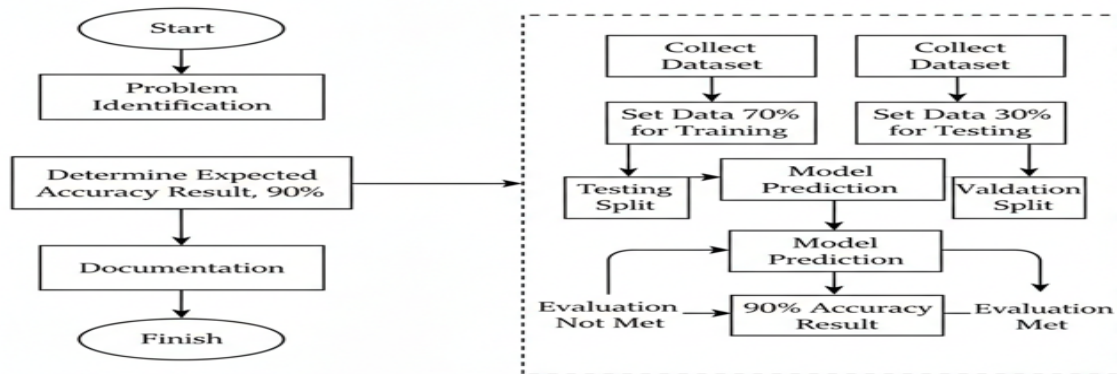 Start
Problem
Identification
Determine Expected
Accuracy Result, 90%
Documentation
Finish
Collect
Dataset
Collect
Dataset
Set Data 70%
for Training
Set Data 30%
for Testing
Testing
Split
Model
Prediction
Valdation
Split
Model
Prediction
Evaluation
Not Met
90% Accuracy
Result
Evaluation
Met